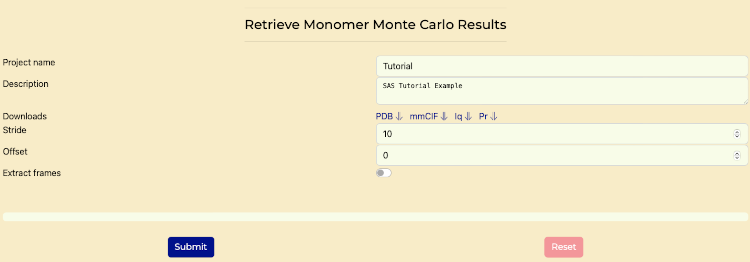 Retrieve Monomer Monte Carlo Results
Project name
Tutorial
Description
SAS Tutorial Example
Downloads
PDB mmCIF Iq Pr
Stride
10
Offset
0
Extract frames
Submit
Reset